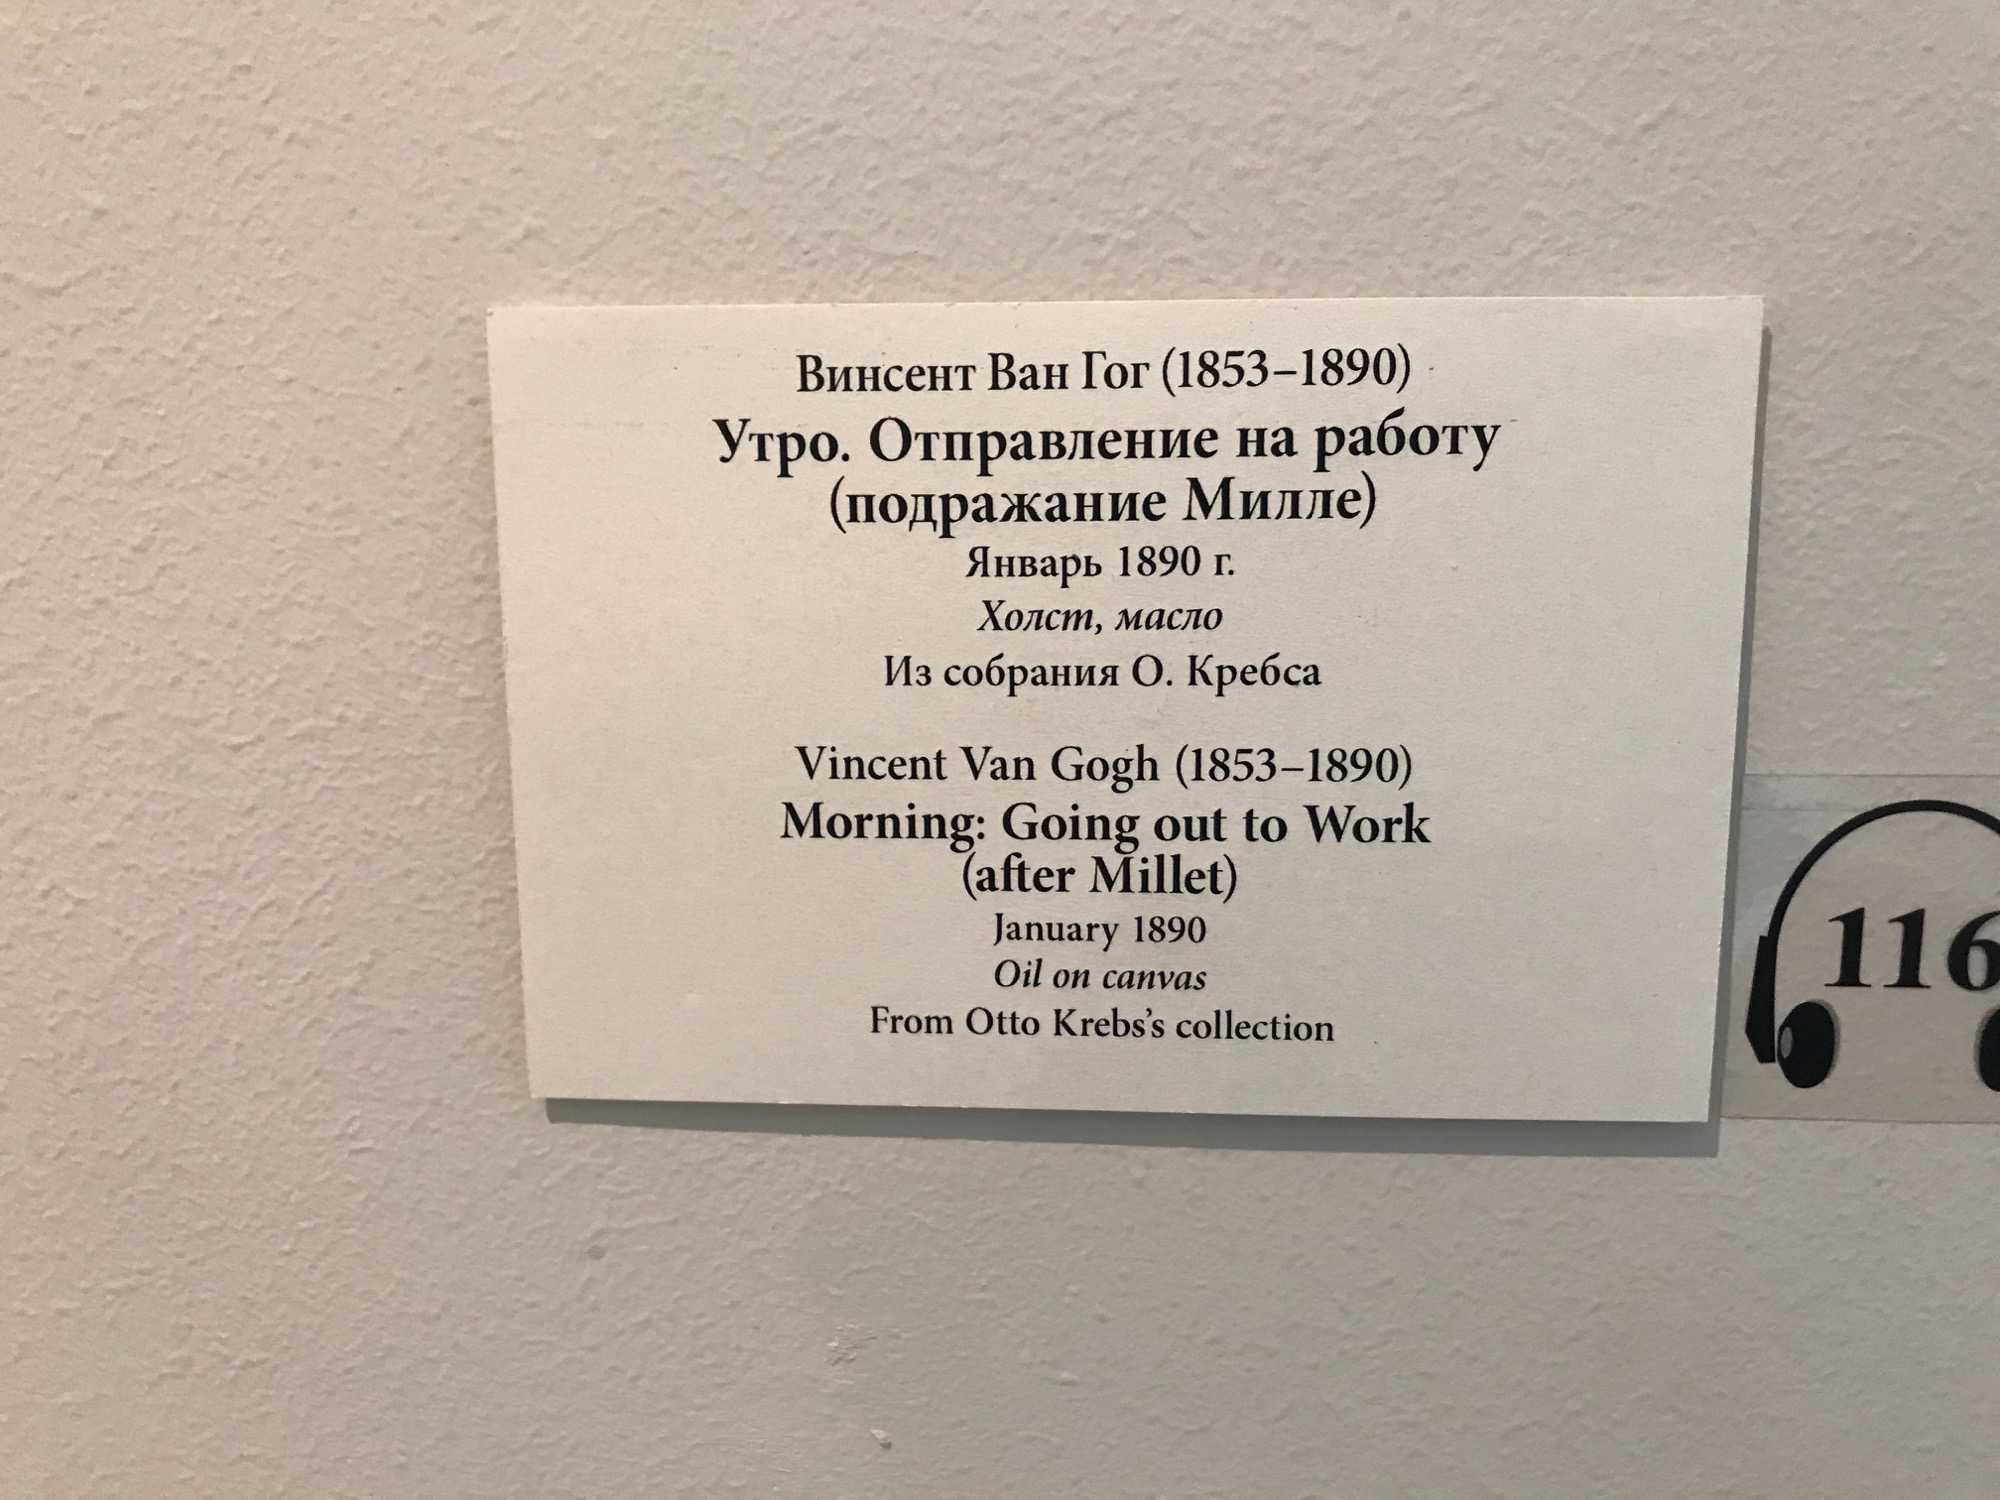 Винсент Ван Гог (1853–1890)
Утро. Отправление на работу
(подражание Милле)
Январь 1890 г.
Холст, масло
Из собрания О. Кребса
Vincent Van Gogh (1853–1890)
Morning: Going out to Work
(after Millet)
January 1890
Oil on canvas
From Otto Krebs's collection
116